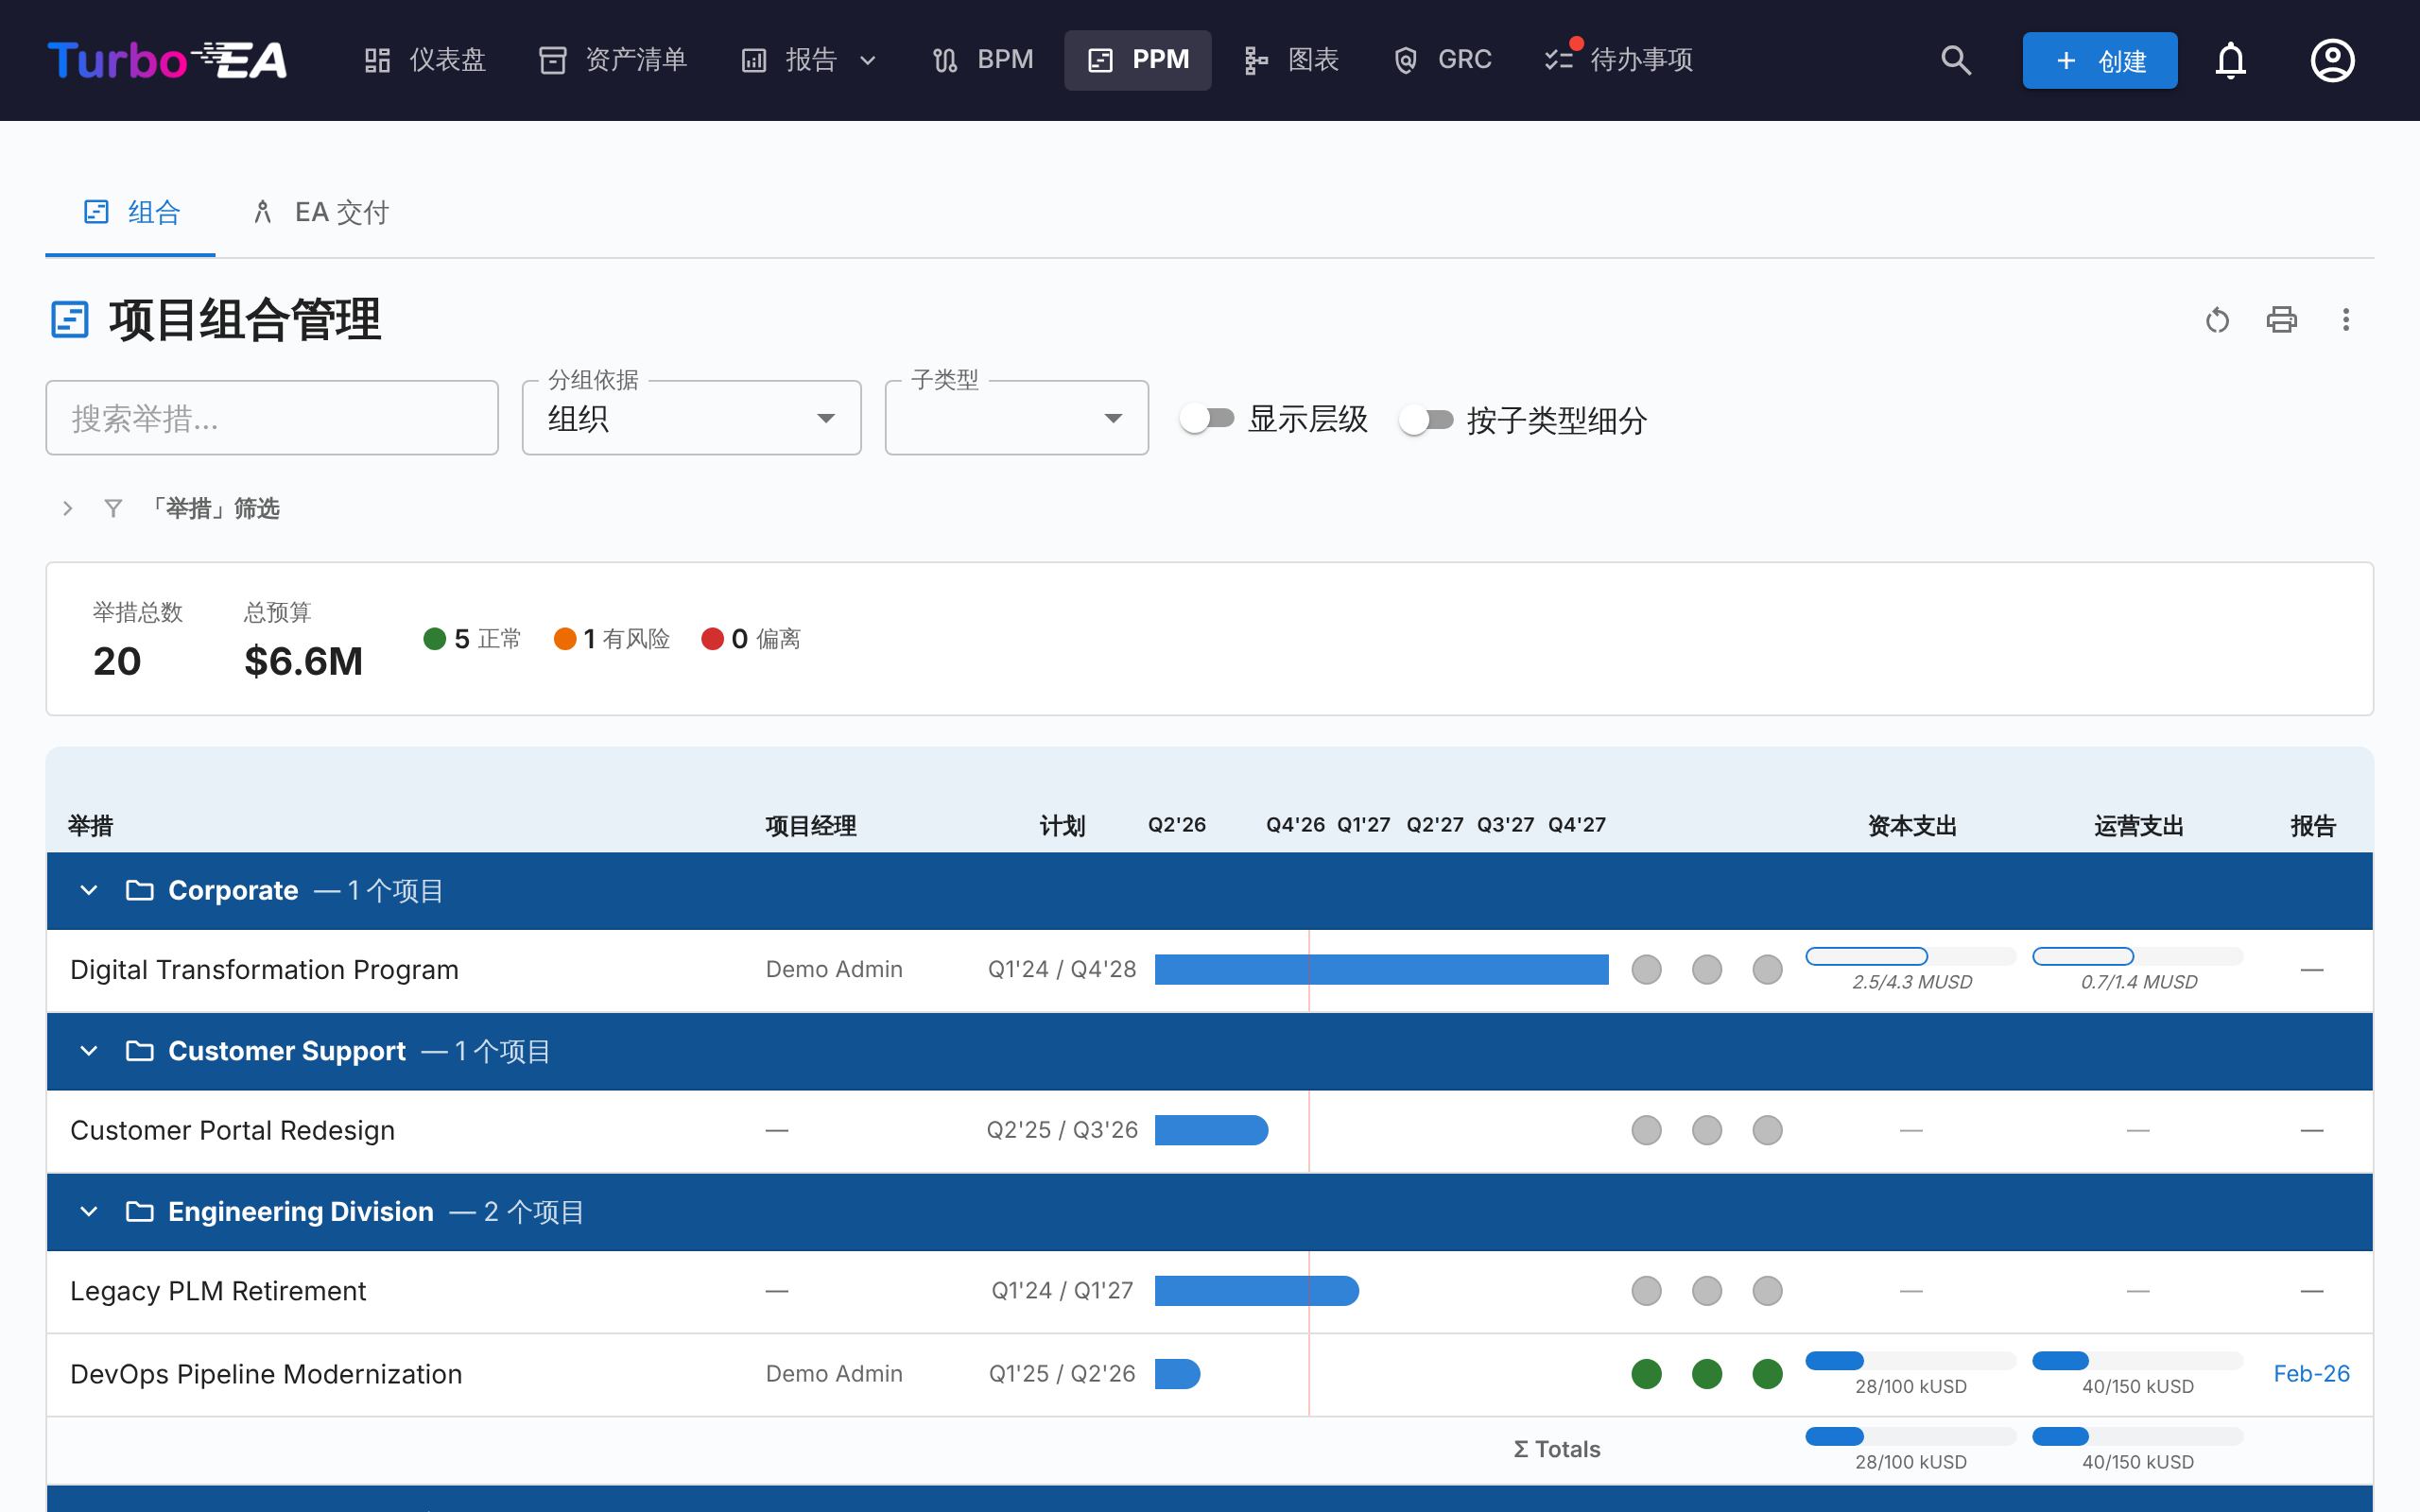 Turbo EA 仪表盘 资产清单 报告 BPM PPM 图表 GRC 待办事项 + 创建
组合 EA 交付
项目组合管理
搜索举措... 分组依据 组织 子类型 显示层级 按子类型细分
「举措」筛选
举措总数 总预算
20 $6.6M 5 正常 1 有风险 0 偏离
举措 项目经理 计划 Q2'26 Q4'26 Q1'27 Q2'27 Q3'27 Q4'27 资本支出 运营支出 报告
Corporate — 1 个项目
Digital Transformation Program Demo Admin Q1'24 / Q4'28 2.5/4.3 MUSD 0.7/1.4 MUSD —
Customer Support — 1 个项目
Customer Portal Redesign — Q2'25 / Q3'26 — — —
Engineering Division — 2 个项目
Legacy PLM Retirement — Q1'24 / Q1'27 — — —
DevOps Pipeline Modernization Demo Admin Q1'25 / Q2'26 28/100 kUSD 40/150 kUSD Feb-26
Σ Totals 28/100 kUSD 40/150 kUSD